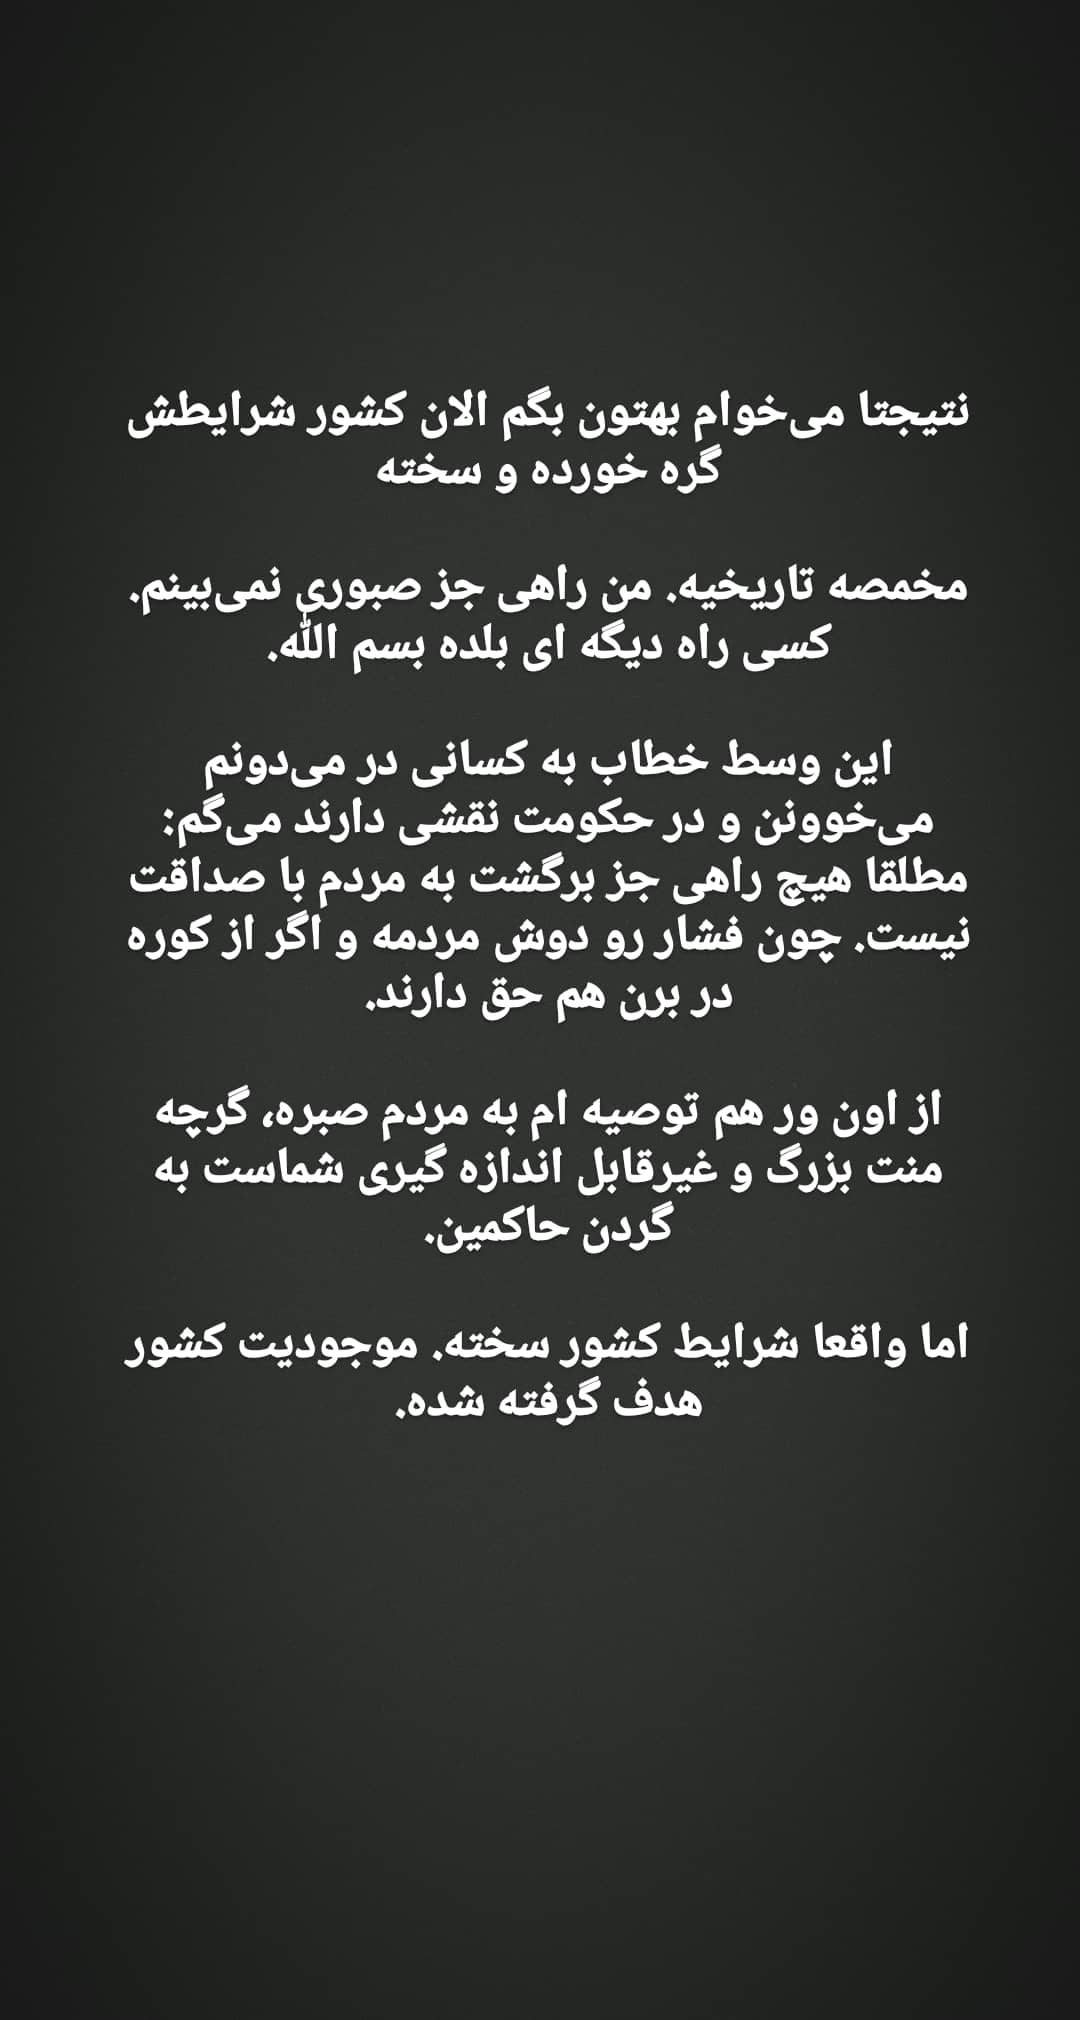 نتیجتا می‌خوام بهتون بگم الان کشور شرایطش
گره خورده و سخته
مخمصه تاریخیه. من راهی جز صبوری نمی‌بینم.
کسی راه دیگه ای بلده بسم الله.
این وسط خطاب به کسانی در می‌دونم
می‌خوونن و در حکومت نقشی دارند می‌گم:
مطلقا هیچ راهی جز برگشت به مردم با صداقت
نیست. چون فشار رو دوش مردمه و اگر از کوره
در برن هم حق دارند.
از اون ور هم توصیه ام به مردم صبره، گرچه
منت بزرگ و غیرقابل اندازه گیری شماست به
گردن حاکمین.
اما واقعا شرایط کشور سخته. موجودیت کشور
هدف گرفته شده.